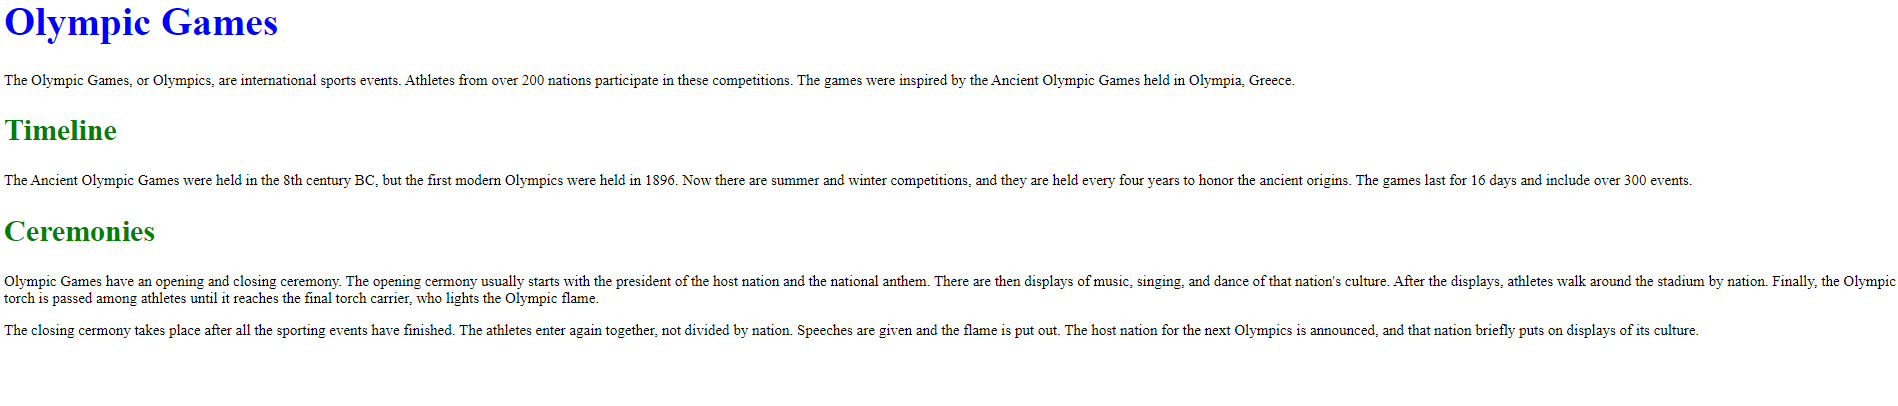 Olympic Games
The Olympic Games, or Olympics, are international sports events. Athletes from over 200 nations participate in these competitions. The games were inspired by the Ancient Olympic Games held in Olympia, Greece.
Timeline
The Ancient Olympic Games were held in the 8th century BC, but the first modern Olympics were held in 1896. Now there are summer and winter competitions, and they are held every four years to honor the ancient origins. The games last for 16 days and include over 300 events.
Ceremonies
Olympic Games have an opening and closing ceremony. The opening cermony usually starts with the president of the host nation and the national anthem. There are then displays of music, singing, and dance of that nation's culture. After the displays, athletes walk around the stadium by nation. Finally, the Olympic
torch is passed among athletes until it reaches the final torch carrier, who lights the Olympic flame.
The closing cermony takes place after all the sporting events have finished. The athletes enter again together, not divided by nation. Speeches are given and the flame is put out. The host nation for the next Olympics is announced, and that nation briefly puts on displays of its culture.